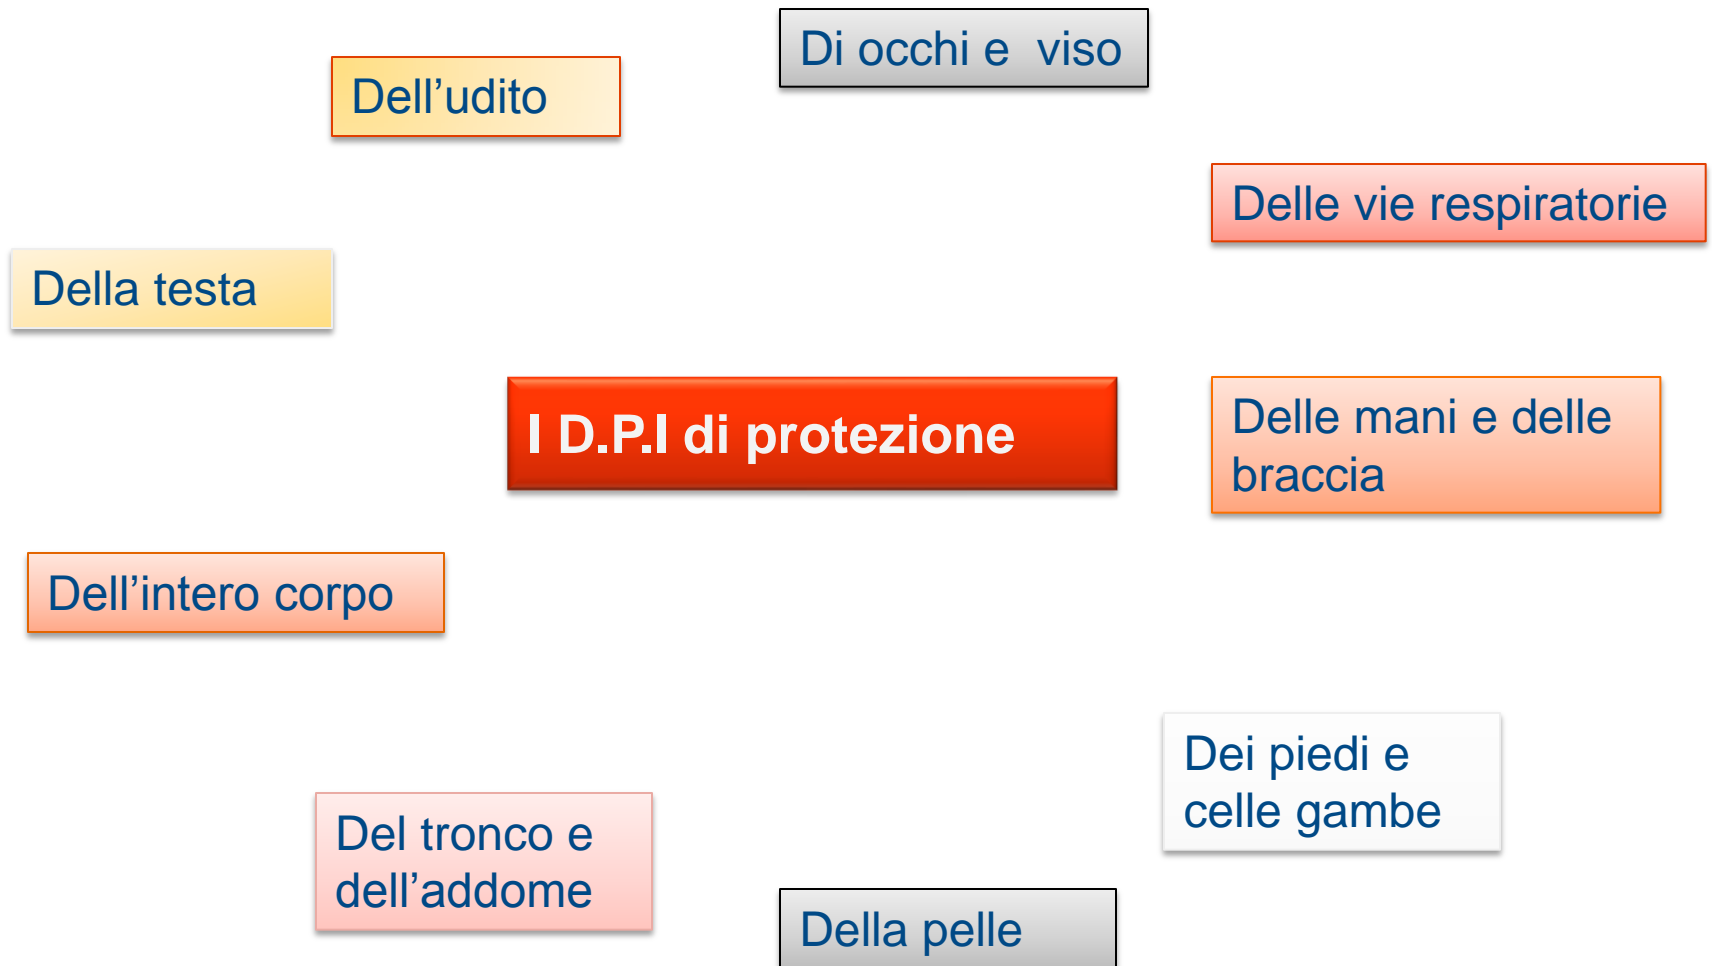 Di occhi e  viso
Dell’udito
Delle vie respiratorie
Della testa
I D.P.I di protezione
Delle mani e delle
braccia
Dell’intero corpo
Dei piedi e
celle gambe
Del tronco e
dell’addome
Della pelle